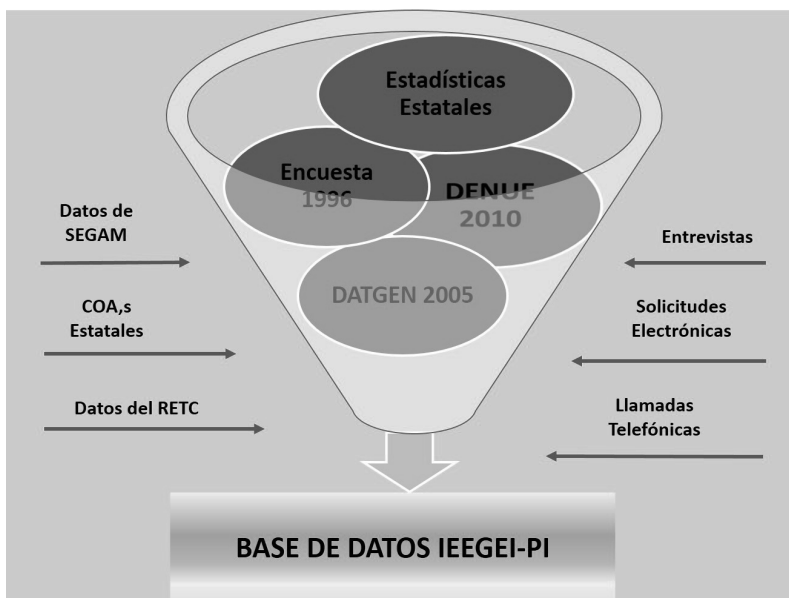 Estadísticas
Estatales
Encuesta
1996
DENUE
2010
DATGEN 2005
Datos de
SEGAM
COA,s
Estatales
Datos del RETC
Entrevistas
Solicitudes
Electrónicas
Llamadas
Telefónicas
BASE DE DATOS IEEGEI-PI